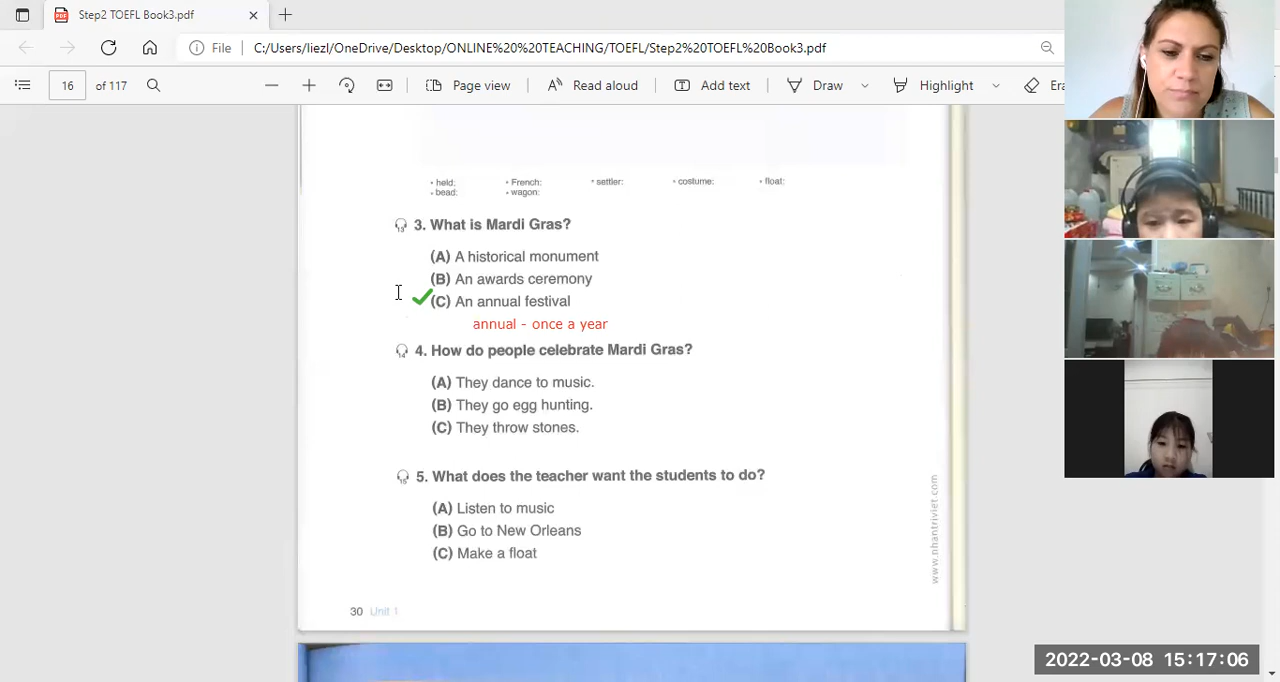 Step2 TOEFL Book3.pdf
File C:/Users/liezl/OneDrive/Desktop/ONLINE%20%20TEACHING/TOEFL/Step2%20TOEFL%20Book3.pdf
16 of 117 Page view Read aloud Add text Draw Highlight Era
• held: • French: • settler: • costume: • float:
• bead: • wagon:
3. What is Mardi Gras?
(A) A historical monument
(B) An awards ceremony
(C) An annual festival
annual - once a year
4. How do people celebrate Mardi Gras?
(A) They dance to music.
(B) They go egg hunting.
(C) They throw stones.
5. What does the teacher want the students to do?
(A) Listen to music
(B) Go to New Orleans
(C) Make a float
www.nhantriviet.com
30 Unit 1
2022-03-08 15:17:06